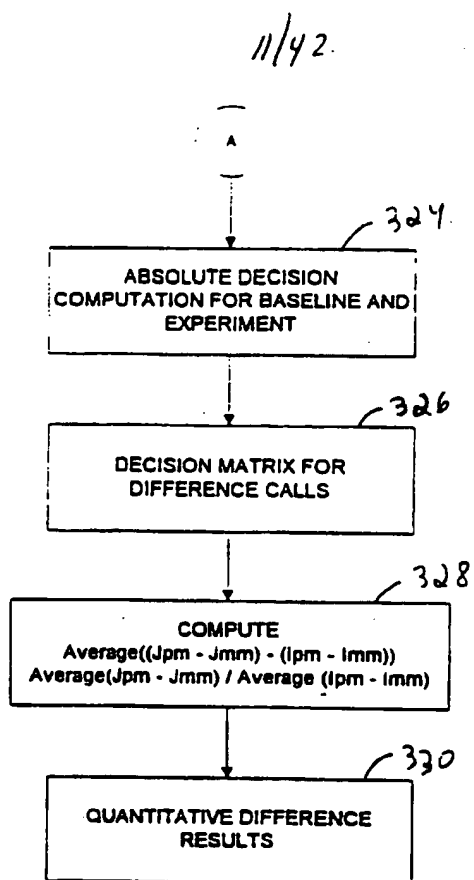 11/42
A
324
ABSOLUTE DECISION
COMPUTATION FOR BASELINE AND
EXPERIMENT
326
DECISION MATRIX FOR
DIFFERENCE CALLS
328
COMPUTE
Average((Jpm - Jmm) - (Ipm - Imm))
Average(Jpm - Jmm) / Average (Ipm - Imm)
330
QUANTITATIVE DIFFERENCE
RESULTS